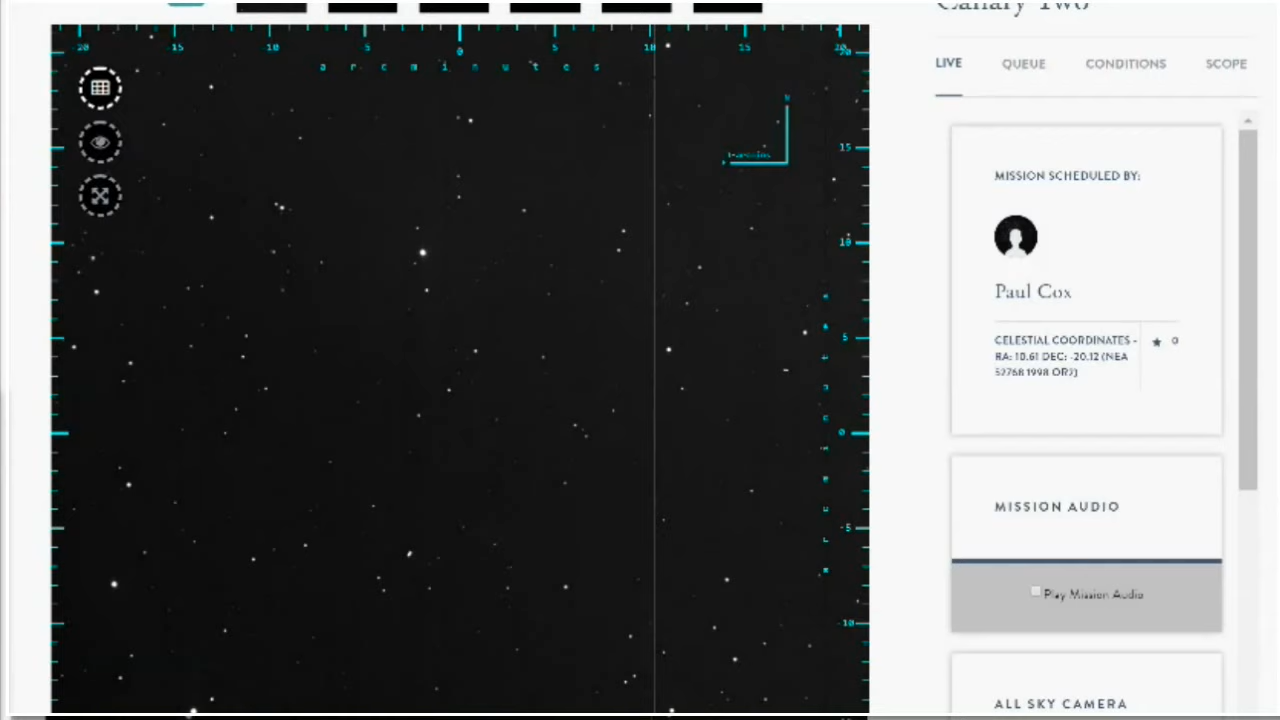 Canary Two
LIVE QUEUE CONDITIONS SCOPE
-20 -15 -10 -5 0 5 10 15 20
a r c m i n u t e s
20
15
10
5
0
-5
-10
N
MISSION SCHEDULED BY:
Paul Cox
CELESTIAL COORDINATES -
RA: 10.61 DEC: -20.12 (NEA
52768 1998 OR2)
0
MISSION AUDIO
Play Mission Audio
ALL SKY CAMERA